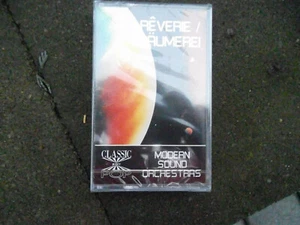 RÊVERIE /
TRÄUMEREI
CLASSIC
POP
MODERN
SOUND
ORCHESTRAS